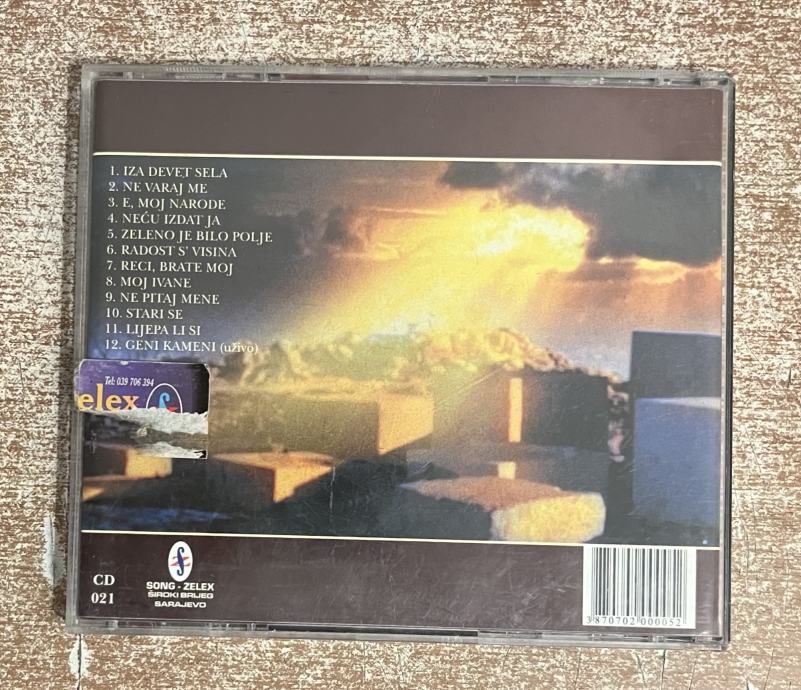 1. IZA DEVET SELA
2. NE VARAJ ME
3. E, MOJ NARODE
4. NEĆU IZDAT JA
5. ZELENO JE BILO POLJE
6. RADOST S' VISINA
7. RECI, BRATE MOJ
8. MOJ IVANE
9. NE PITAJ MENE
10. STARI SE
11. LIJEPA LI SI
12. GENI KAMENI (uživo)
Tel: 039 706 394
elex
CD
021
SONG - ZELEX
ŠIROKI BRIJEG
SARAJEVO
3 870702 000052